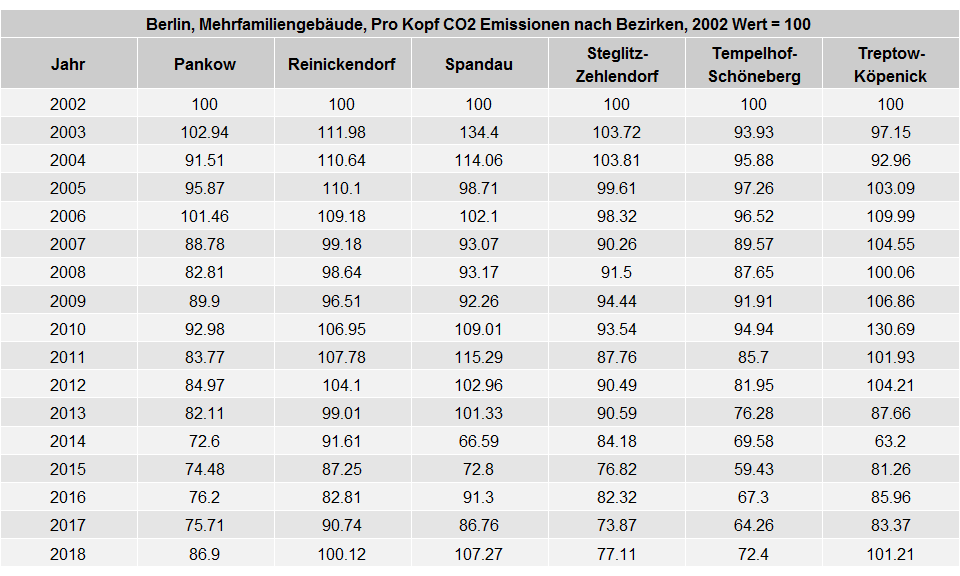 Berlin, Mehrfamiliengebäude, Pro Kopf CO2 Emissionen nach Bezirken, 2002 Wert = 100
Jahr Pankow Reinickendorf Spandau Steglitz-Zehlendorf Tempelhof-Schöneberg Treptow-Köpenick
2002 100 100 100 100 100 100
2003 102.94 111.98 134.4 103.72 93.93 97.15
2004 91.51 110.64 114.06 103.81 95.88 92.96
2005 95.87 110.1 98.71 99.61 97.26 103.09
2006 101.46 109.18 102.1 98.32 96.52 109.99
2007 88.78 99.18 93.07 90.26 89.57 104.55
2008 82.81 98.64 93.17 91.5 87.65 100.06
2009 89.9 96.51 92.26 94.44 91.91 106.86
2010 92.98 106.95 109.01 93.54 94.94 130.69
2011 83.77 107.78 115.29 87.76 85.7 101.93
2012 84.97 104.1 102.96 90.49 81.95 104.21
2013 82.11 99.01 101.33 90.59 76.28 87.66
2014 72.6 91.61 66.59 84.18 69.58 63.2
2015 74.48 87.25 72.8 76.82 59.43 81.26
2016 76.2 82.81 91.3 82.32 67.3 85.96
2017 75.71 90.74 86.76 73.87 64.26 83.37
2018 86.9 100.12 107.27 77.11 72.4 101.21